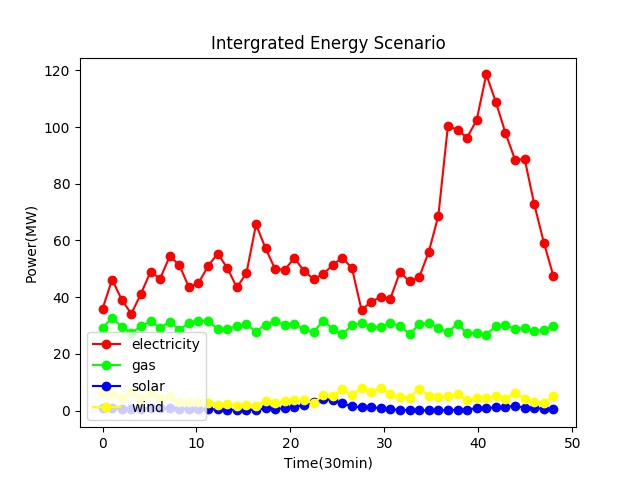 Intergrated Energy Scenario
Power(MW)
120
100
80
60
40
20
0
electricity
gas
solar
wind
0 10 20 30 40 50
Time(30min)